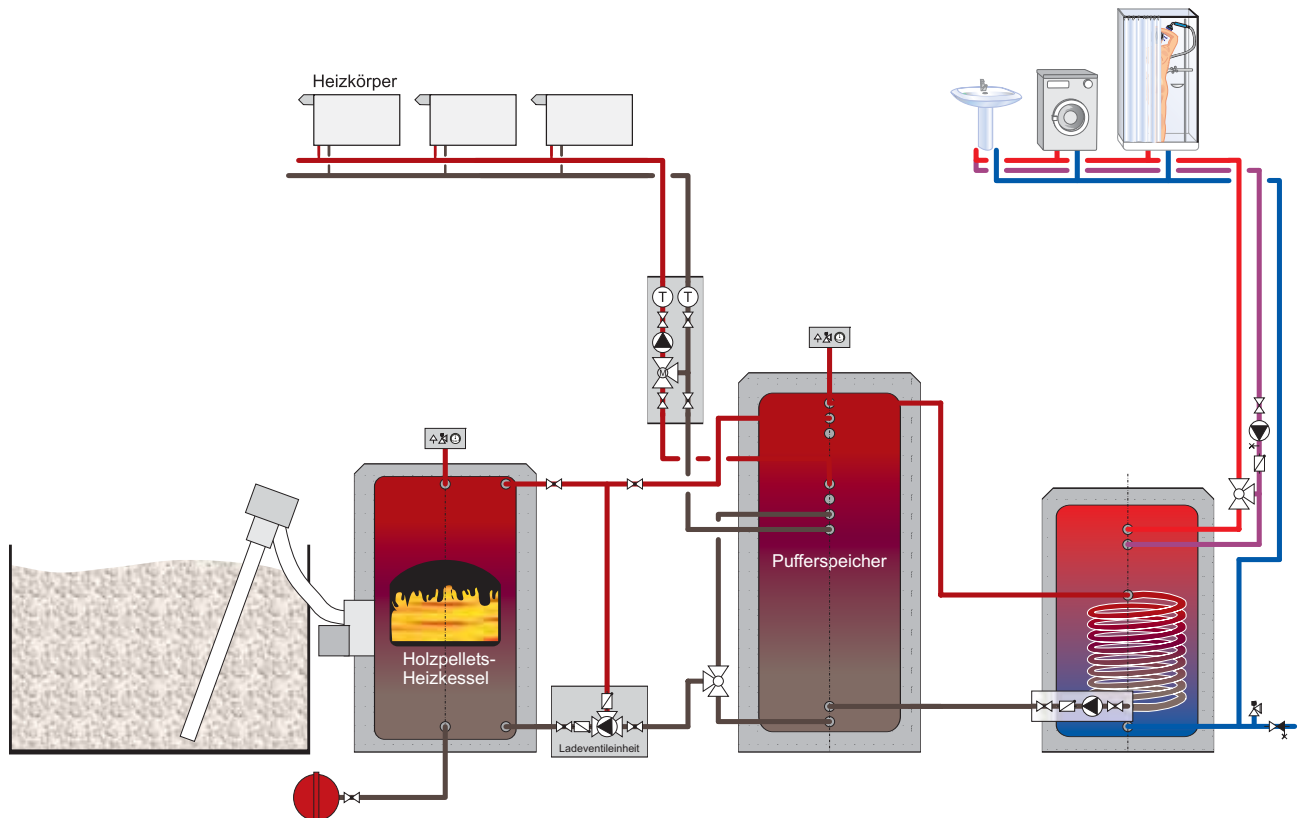 Heizkörper
T T
M
Pufferspeicher
Holzpellets-
Heizkessel
Ladeventileinheit